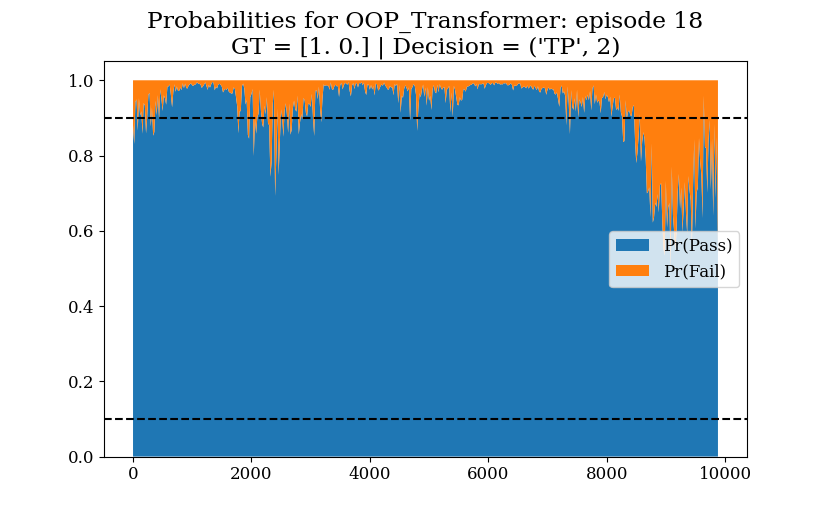 Probabilities for OOP_Transformer: episode 18
GT = [1. 0.] | Decision = ('TP', 2)
1.0
0.8
0.6
0.4
0.2
0.0
Pr(Pass)
Pr(Fail)
0 2000 4000 6000 8000 10000